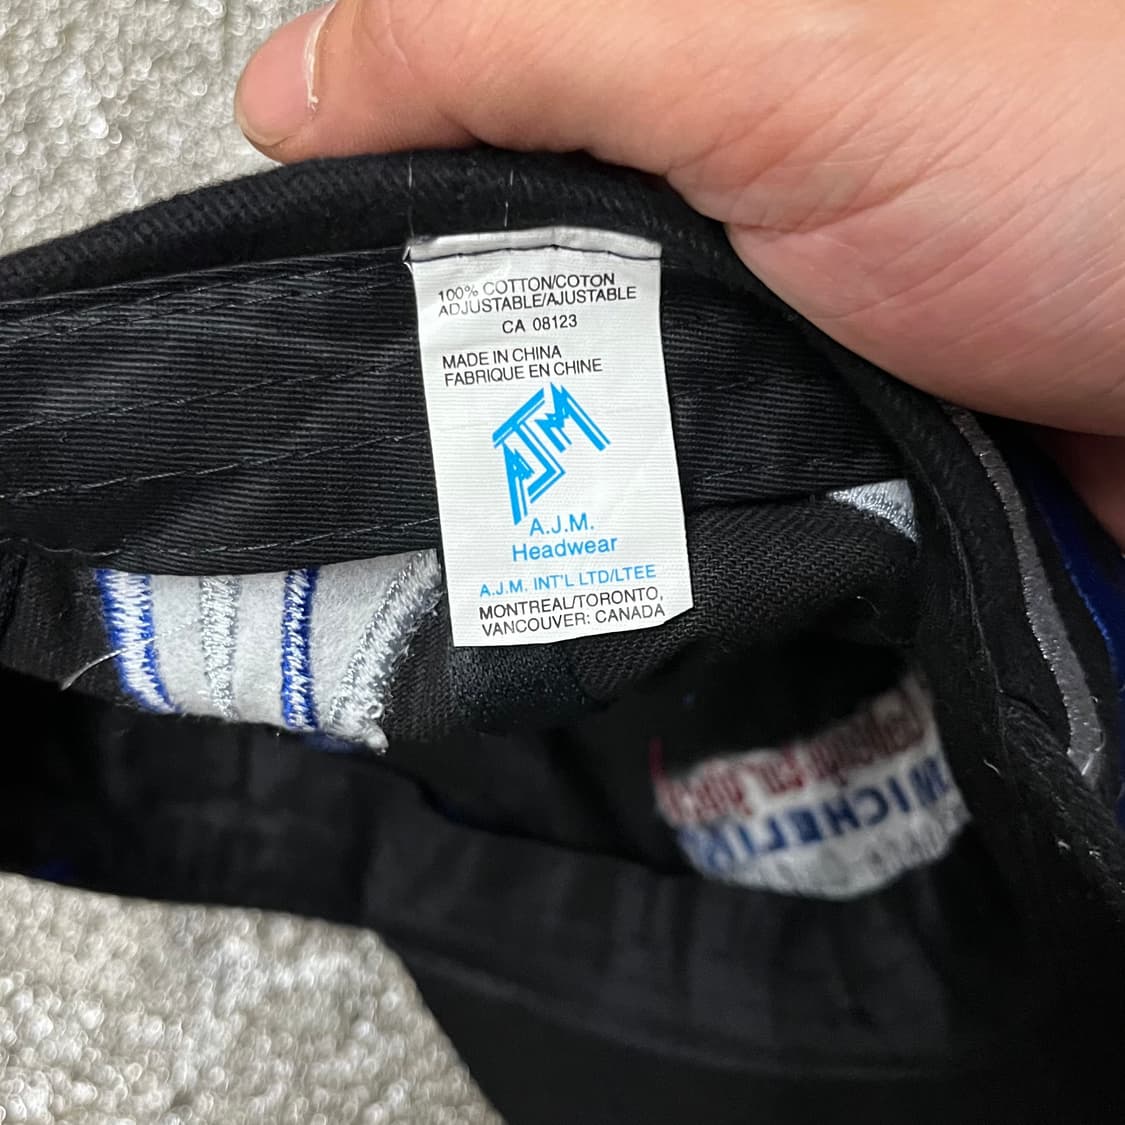 100% COTTON/COTON
ADJUSTABLE/AJUSTABLE
CA 08123
MADE IN CHINA
FABRIQUE EN CHINE
AJM
A.J.M.
Headwear
A.J.M. INT'L LTD/LTEE
MONTREAL/TORONTO,
VANCOUVER: CANADA
MICHELIN